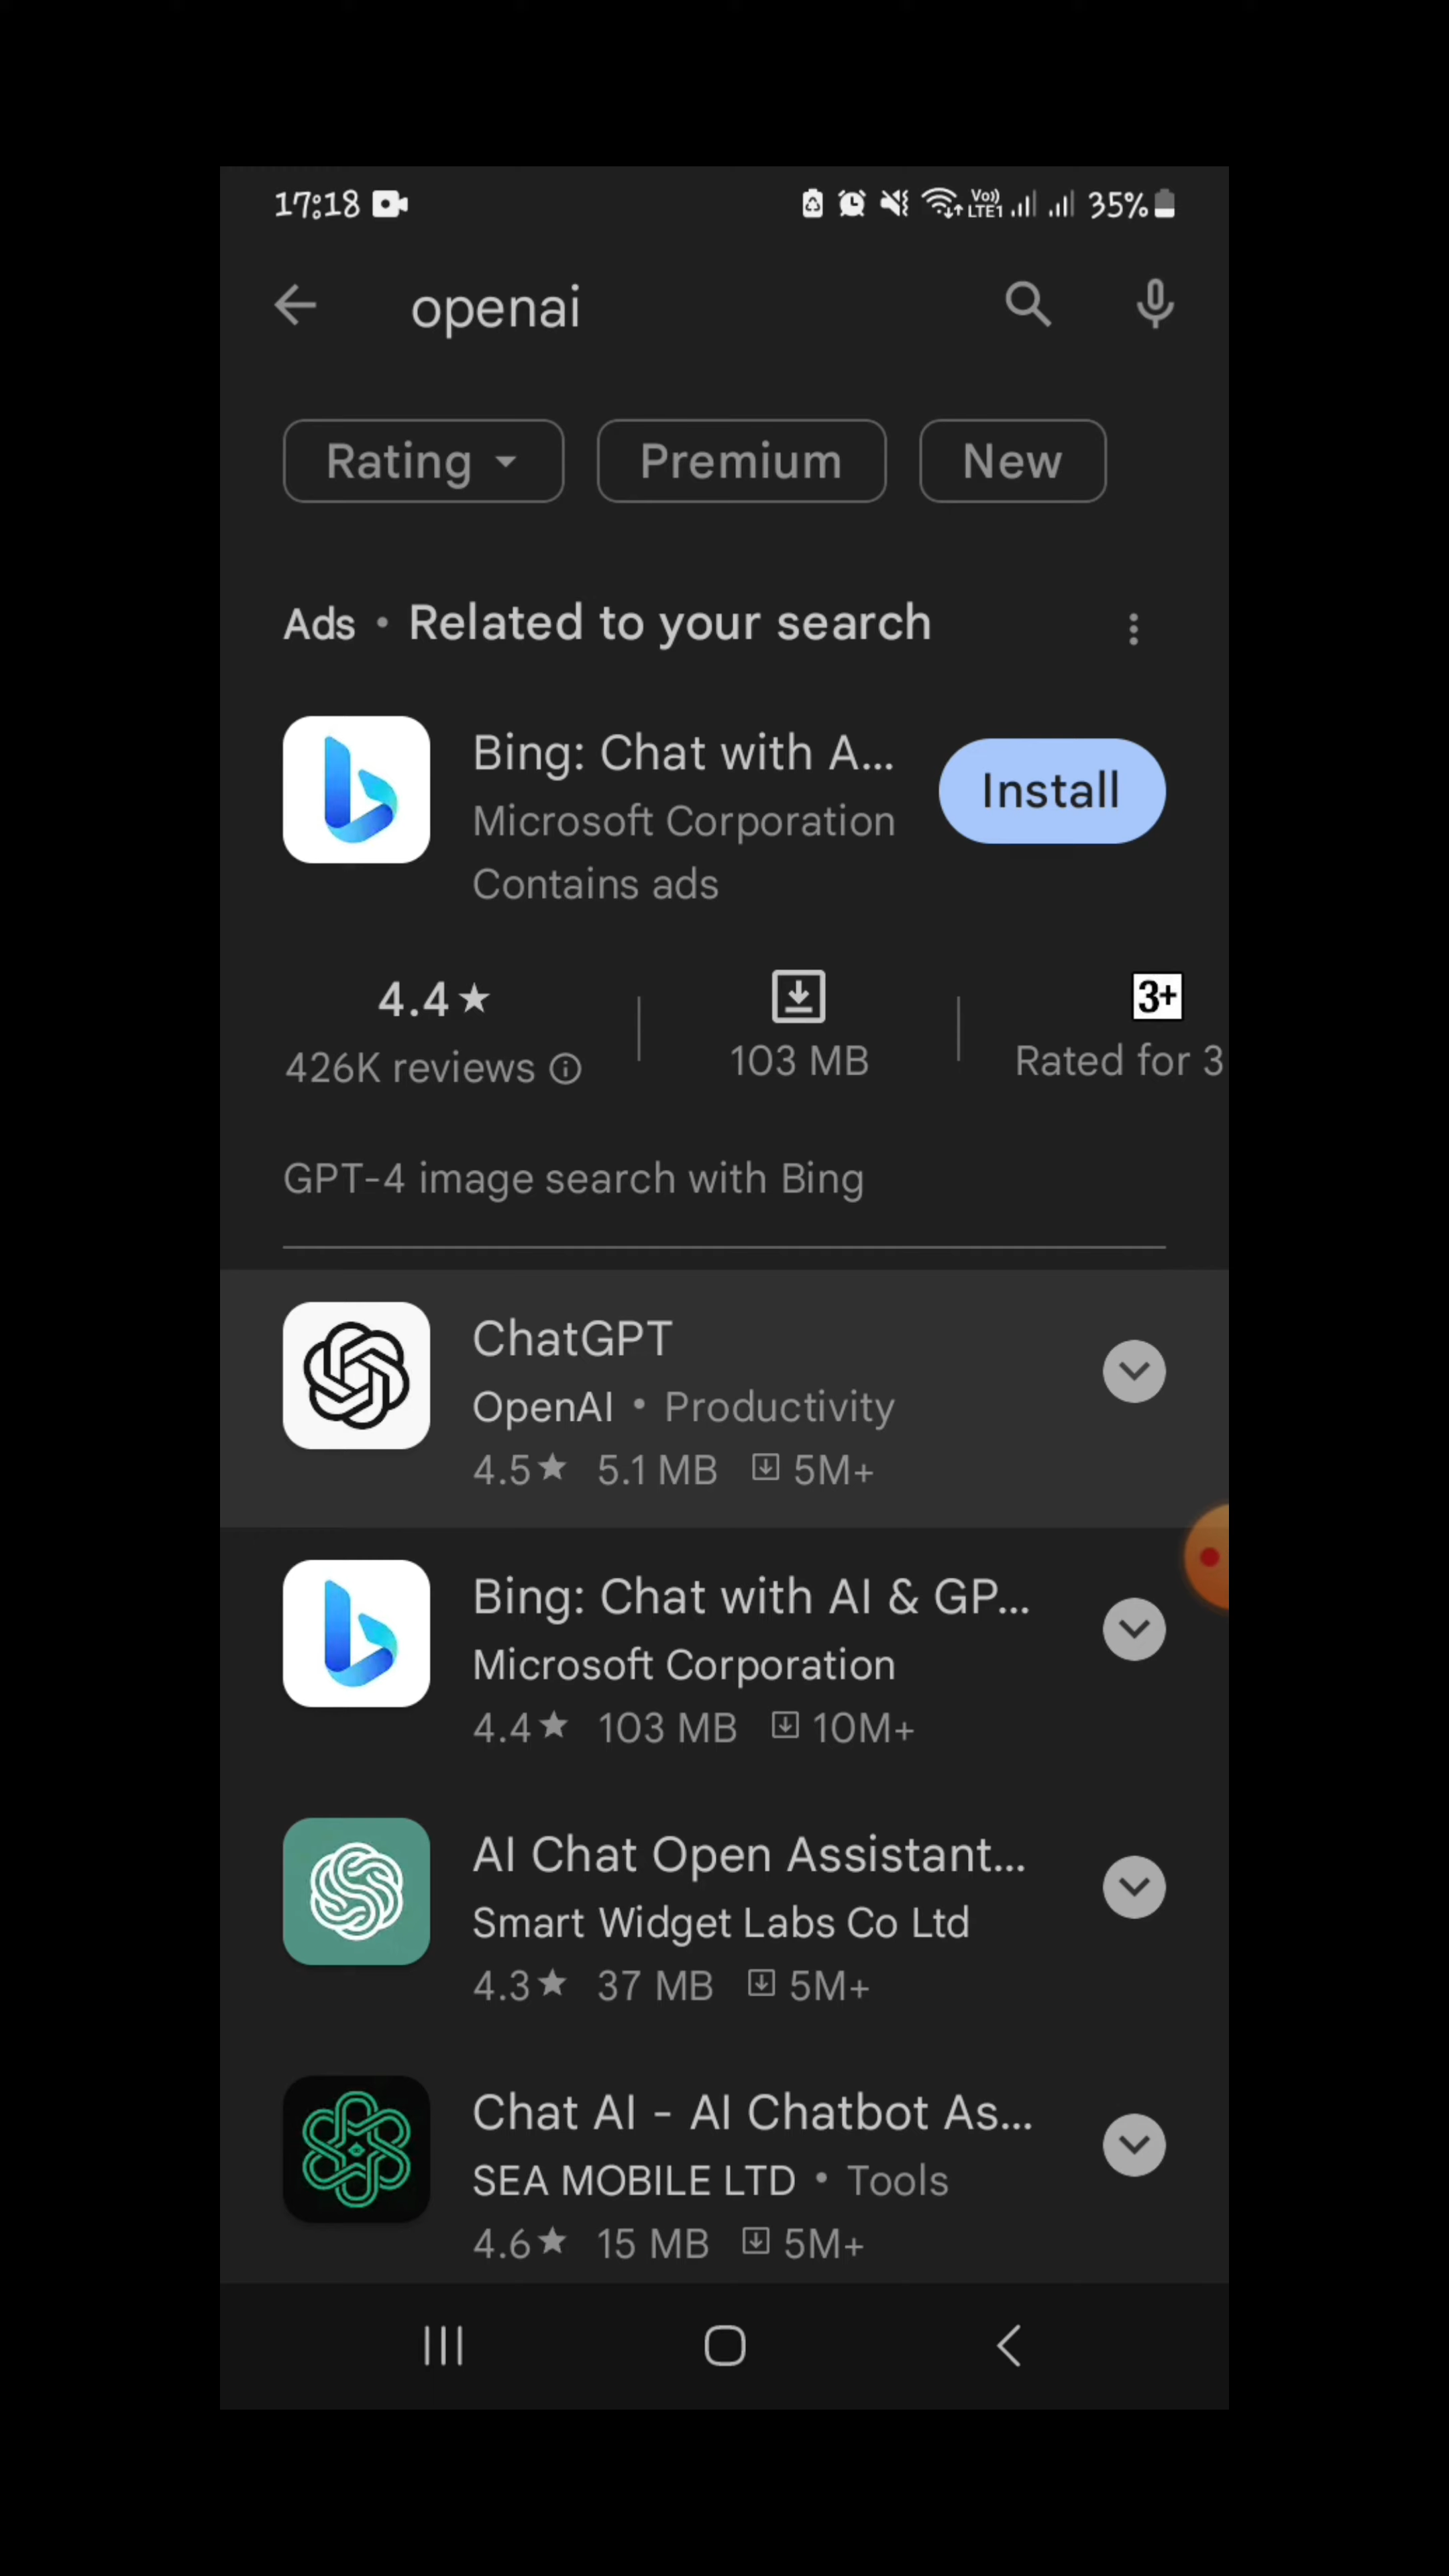 17:18 35%
Vo)) LTE1
openai
Rating Premium New
Ads • Related to your search
Bing: Chat with A...
Microsoft Corporation
Contains ads
Install
4.4★
426K reviews
103 MB
3+
Rated for 3
GPT-4 image search with Bing
ChatGPT
OpenAI • Productivity
4.5★ 5.1 MB 5M+
Bing: Chat with AI & GP...
Microsoft Corporation
4.4★ 103 MB 10M+
AI Chat Open Assistant...
Smart Widget Labs Co Ltd
4.3★ 37 MB 5M+
Chat AI - AI Chatbot As...
SEA MOBILE LTD • Tools
4.6★ 15 MB 5M+